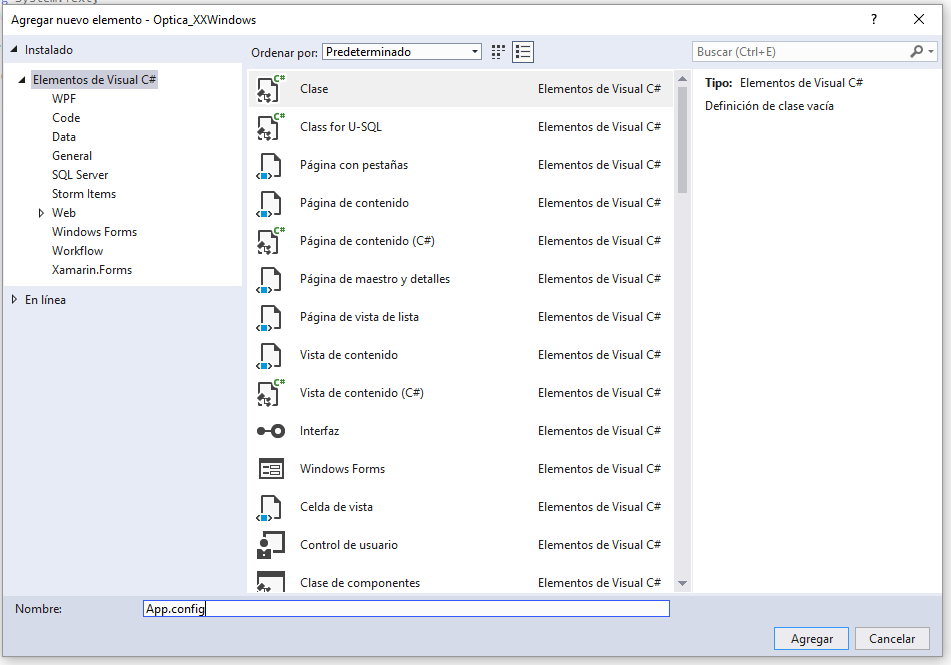 Agregar nuevo elemento - Optica_XXWindows
? ×
Instalado
Ordenar por: Predeterminado
Buscar (Ctrl+E)
Elementos de Visual C#
WPF
Code
Data
General
SQL Server
Storm Items
Web
Windows Forms
Workflow
Xamarin.Forms
En línea
Clase Elementos de Visual C#
Class for U-SQL Elementos de Visual C#
Página con pestañas Elementos de Visual C#
Página de contenido Elementos de Visual C#
Página de contenido (C#) Elementos de Visual C#
Página de maestro y detalles Elementos de Visual C#
Página de vista de lista Elementos de Visual C#
Vista de contenido Elementos de Visual C#
Vista de contenido (C#) Elementos de Visual C#
Interfaz Elementos de Visual C#
Windows Forms Elementos de Visual C#
Celda de vista Elementos de Visual C#
Control de usuario Elementos de Visual C#
Clase de componentes Elementos de Visual C#
Tipo: Elementos de Visual C#
Definición de clase vacía
Nombre: App.config
Agregar Cancelar